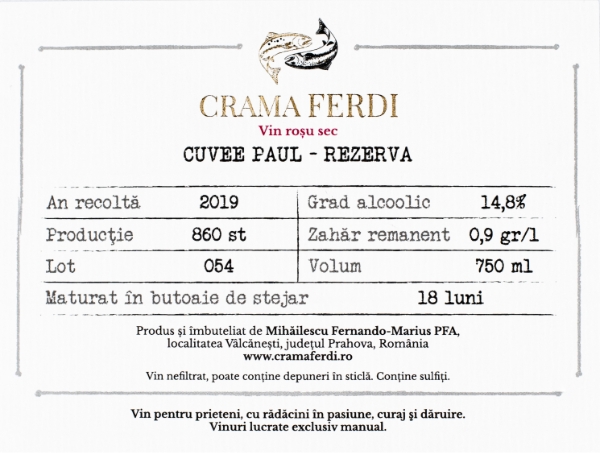 CRAMA FERDI
Vin roșu sec
CUVEE PAUL - REZERVA
An recoltă 2019 Grad alcoolic 14,8%
Producţie 860 st Zahăr remanent 0,9 gr/l
Lot 054 Volum 750 ml
Maturat în butoaie de stejar 18 luni
Produs și îmbuteliat de Mihăilescu Fernando-Marius PFA,
localitatea Vâlcănești, județul Prahova, România
www.cramaferdi.ro
Vin nefiltrat, poate conține depuneri în sticlă. Conține sulfiți.
Vin pentru prieteni, cu rădăcini în pasiune, curaj și dăruire.
Vinuri lucrate exclusiv manual.